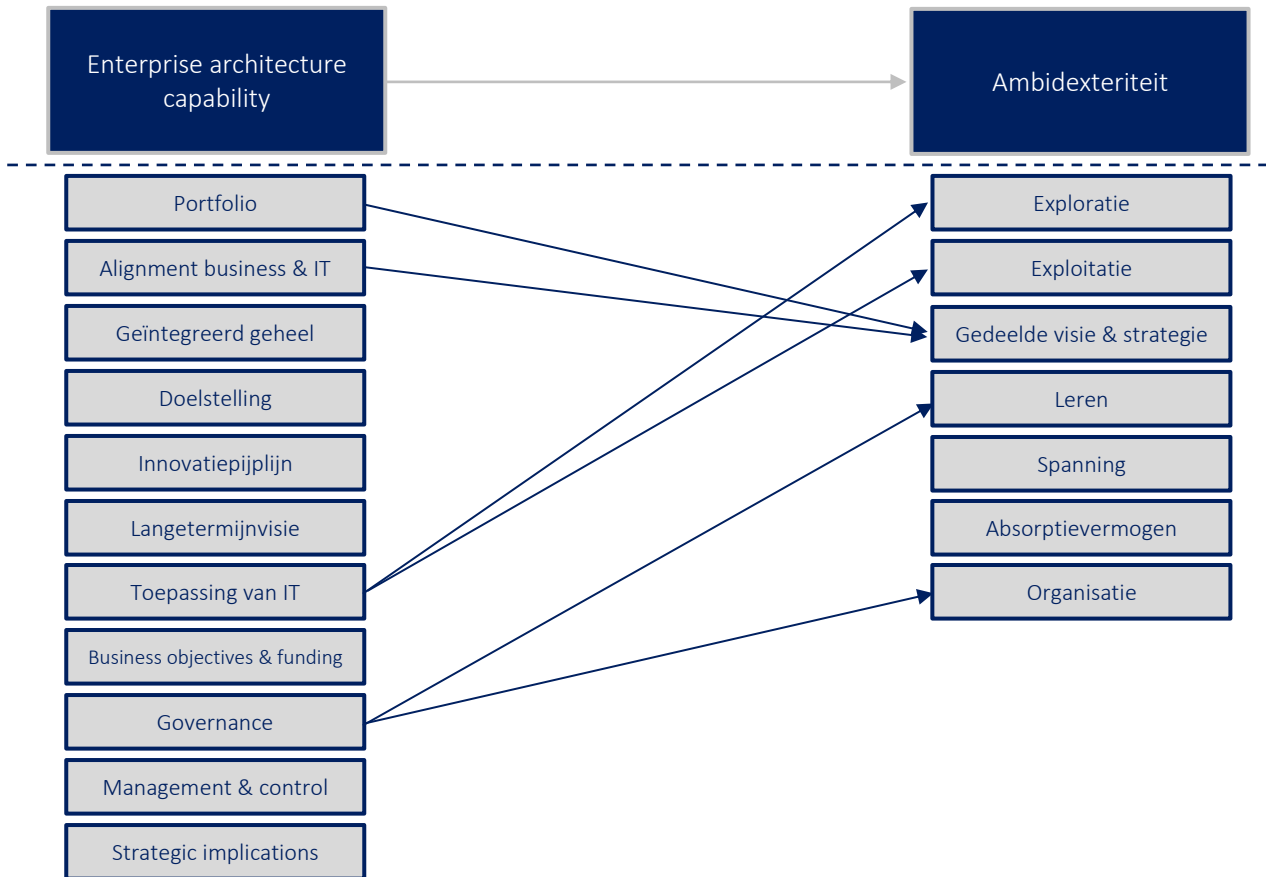 Enterprise architecture
capability
Ambidexteriteit
Portfolio
Alignment business & IT
Geïntegreerd geheel
Doelstelling
Innovatiepijplijn
Langetermijnvisie
Toepassing van IT
Business objectives & funding
Governance
Management & control
Strategic implications
Exploratie
Exploitatie
Gedeelde visie & strategie
Leren
Spanning
Absorptievermogen
Organisatie